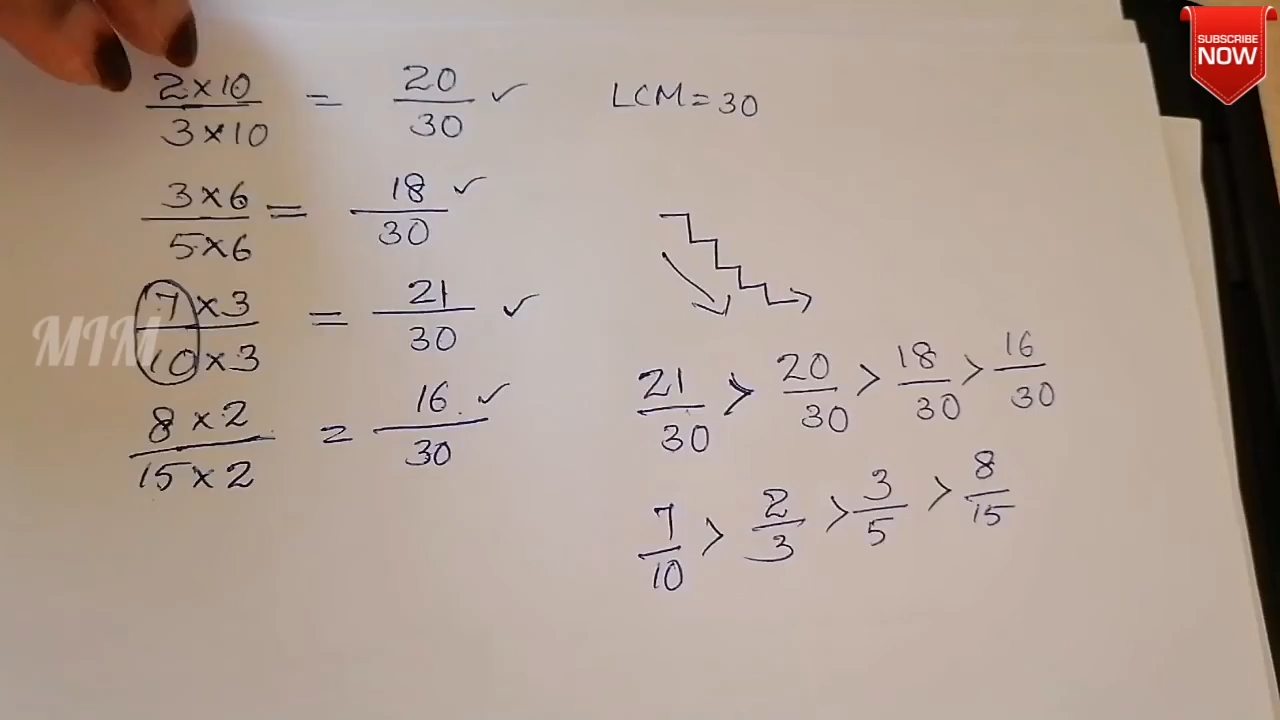 SUBSCRIBE
NOW
2×10 = 20 ✓
3×10 30
LCM = 30
3×6 = 18 ✓
5×6 30
7×3 = 21 ✓
10×3 30
MIM
8×2 = 16 ✓
15×2 30
21 > 20 > 18 > 16
30 30 30 30
7 > 2 > 3 > 8
10 3 5 15